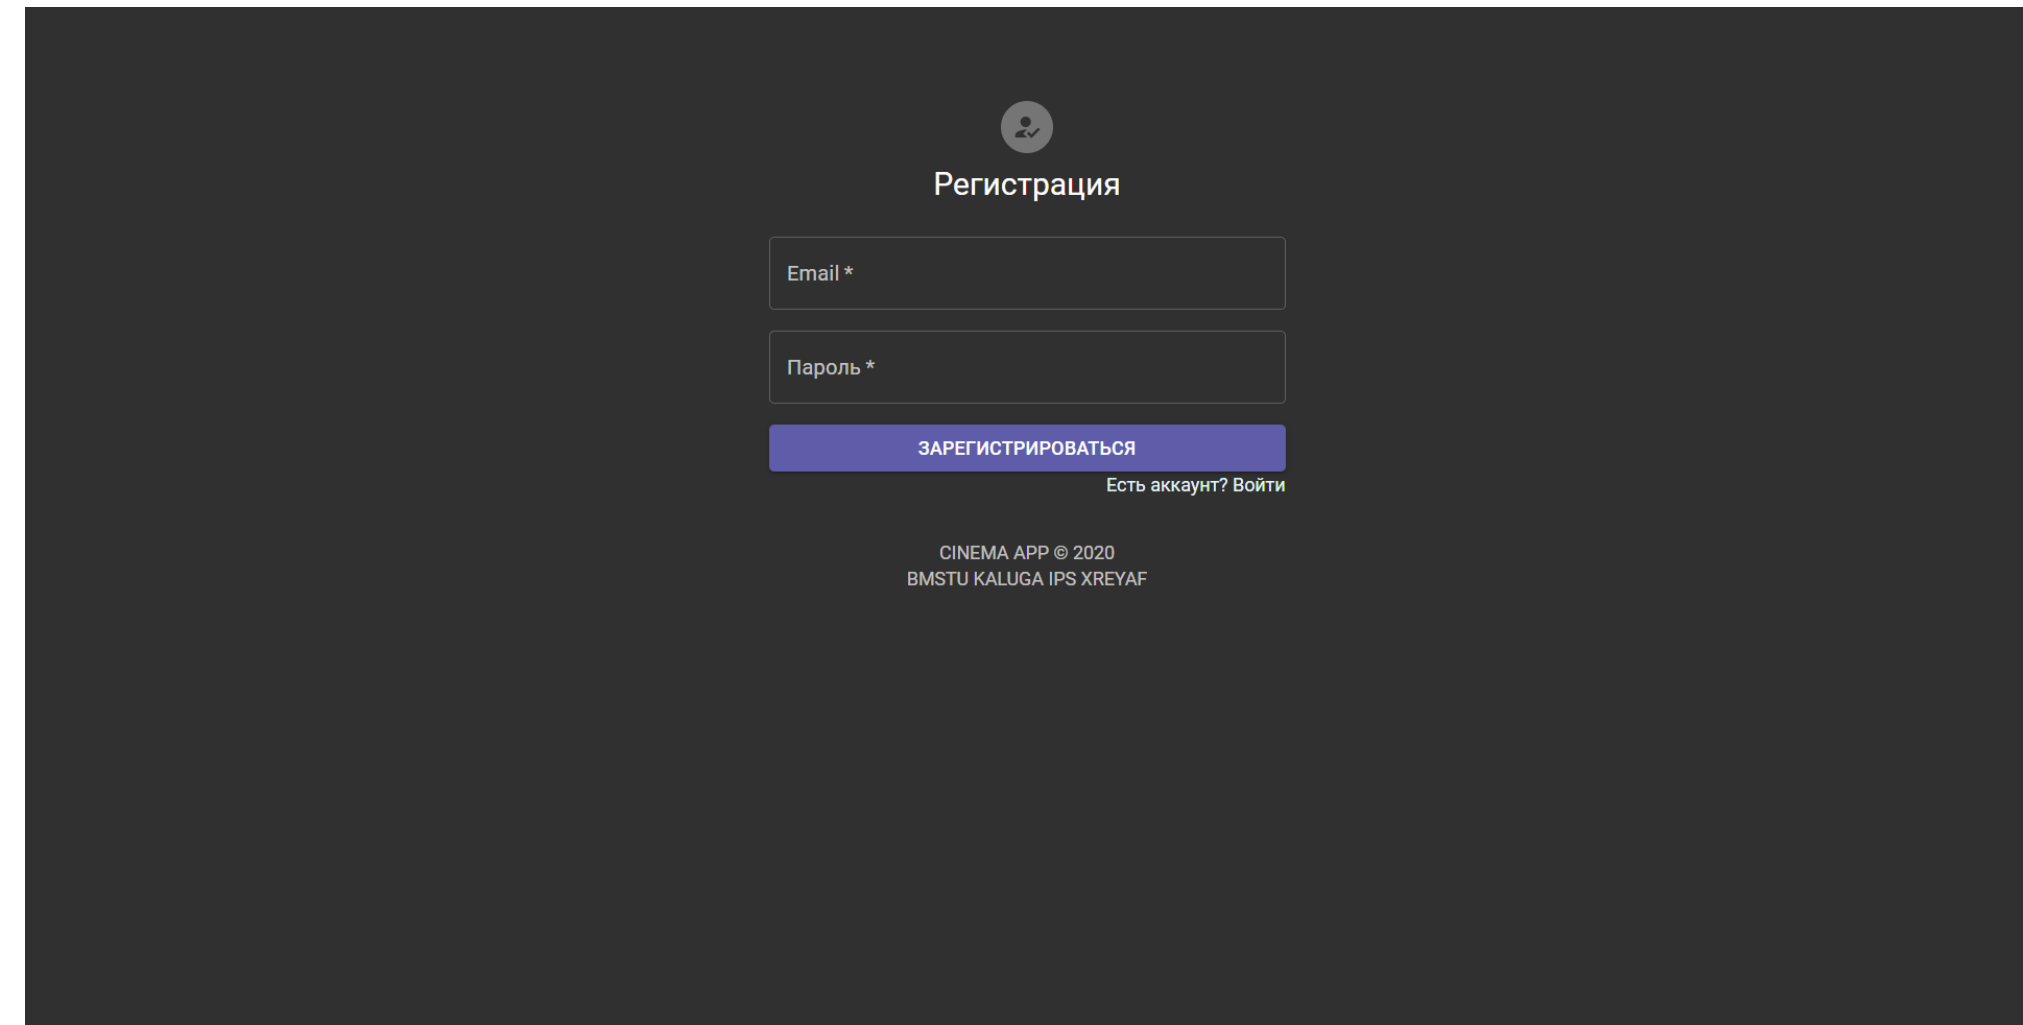 Регистрация
Email *
Пароль *
ЗАРЕГИСТРИРОВАТЬСЯ
Есть аккаунт? Войти
CINEMA APP © 2020
BMSTU KALUGA IPS XREYAF